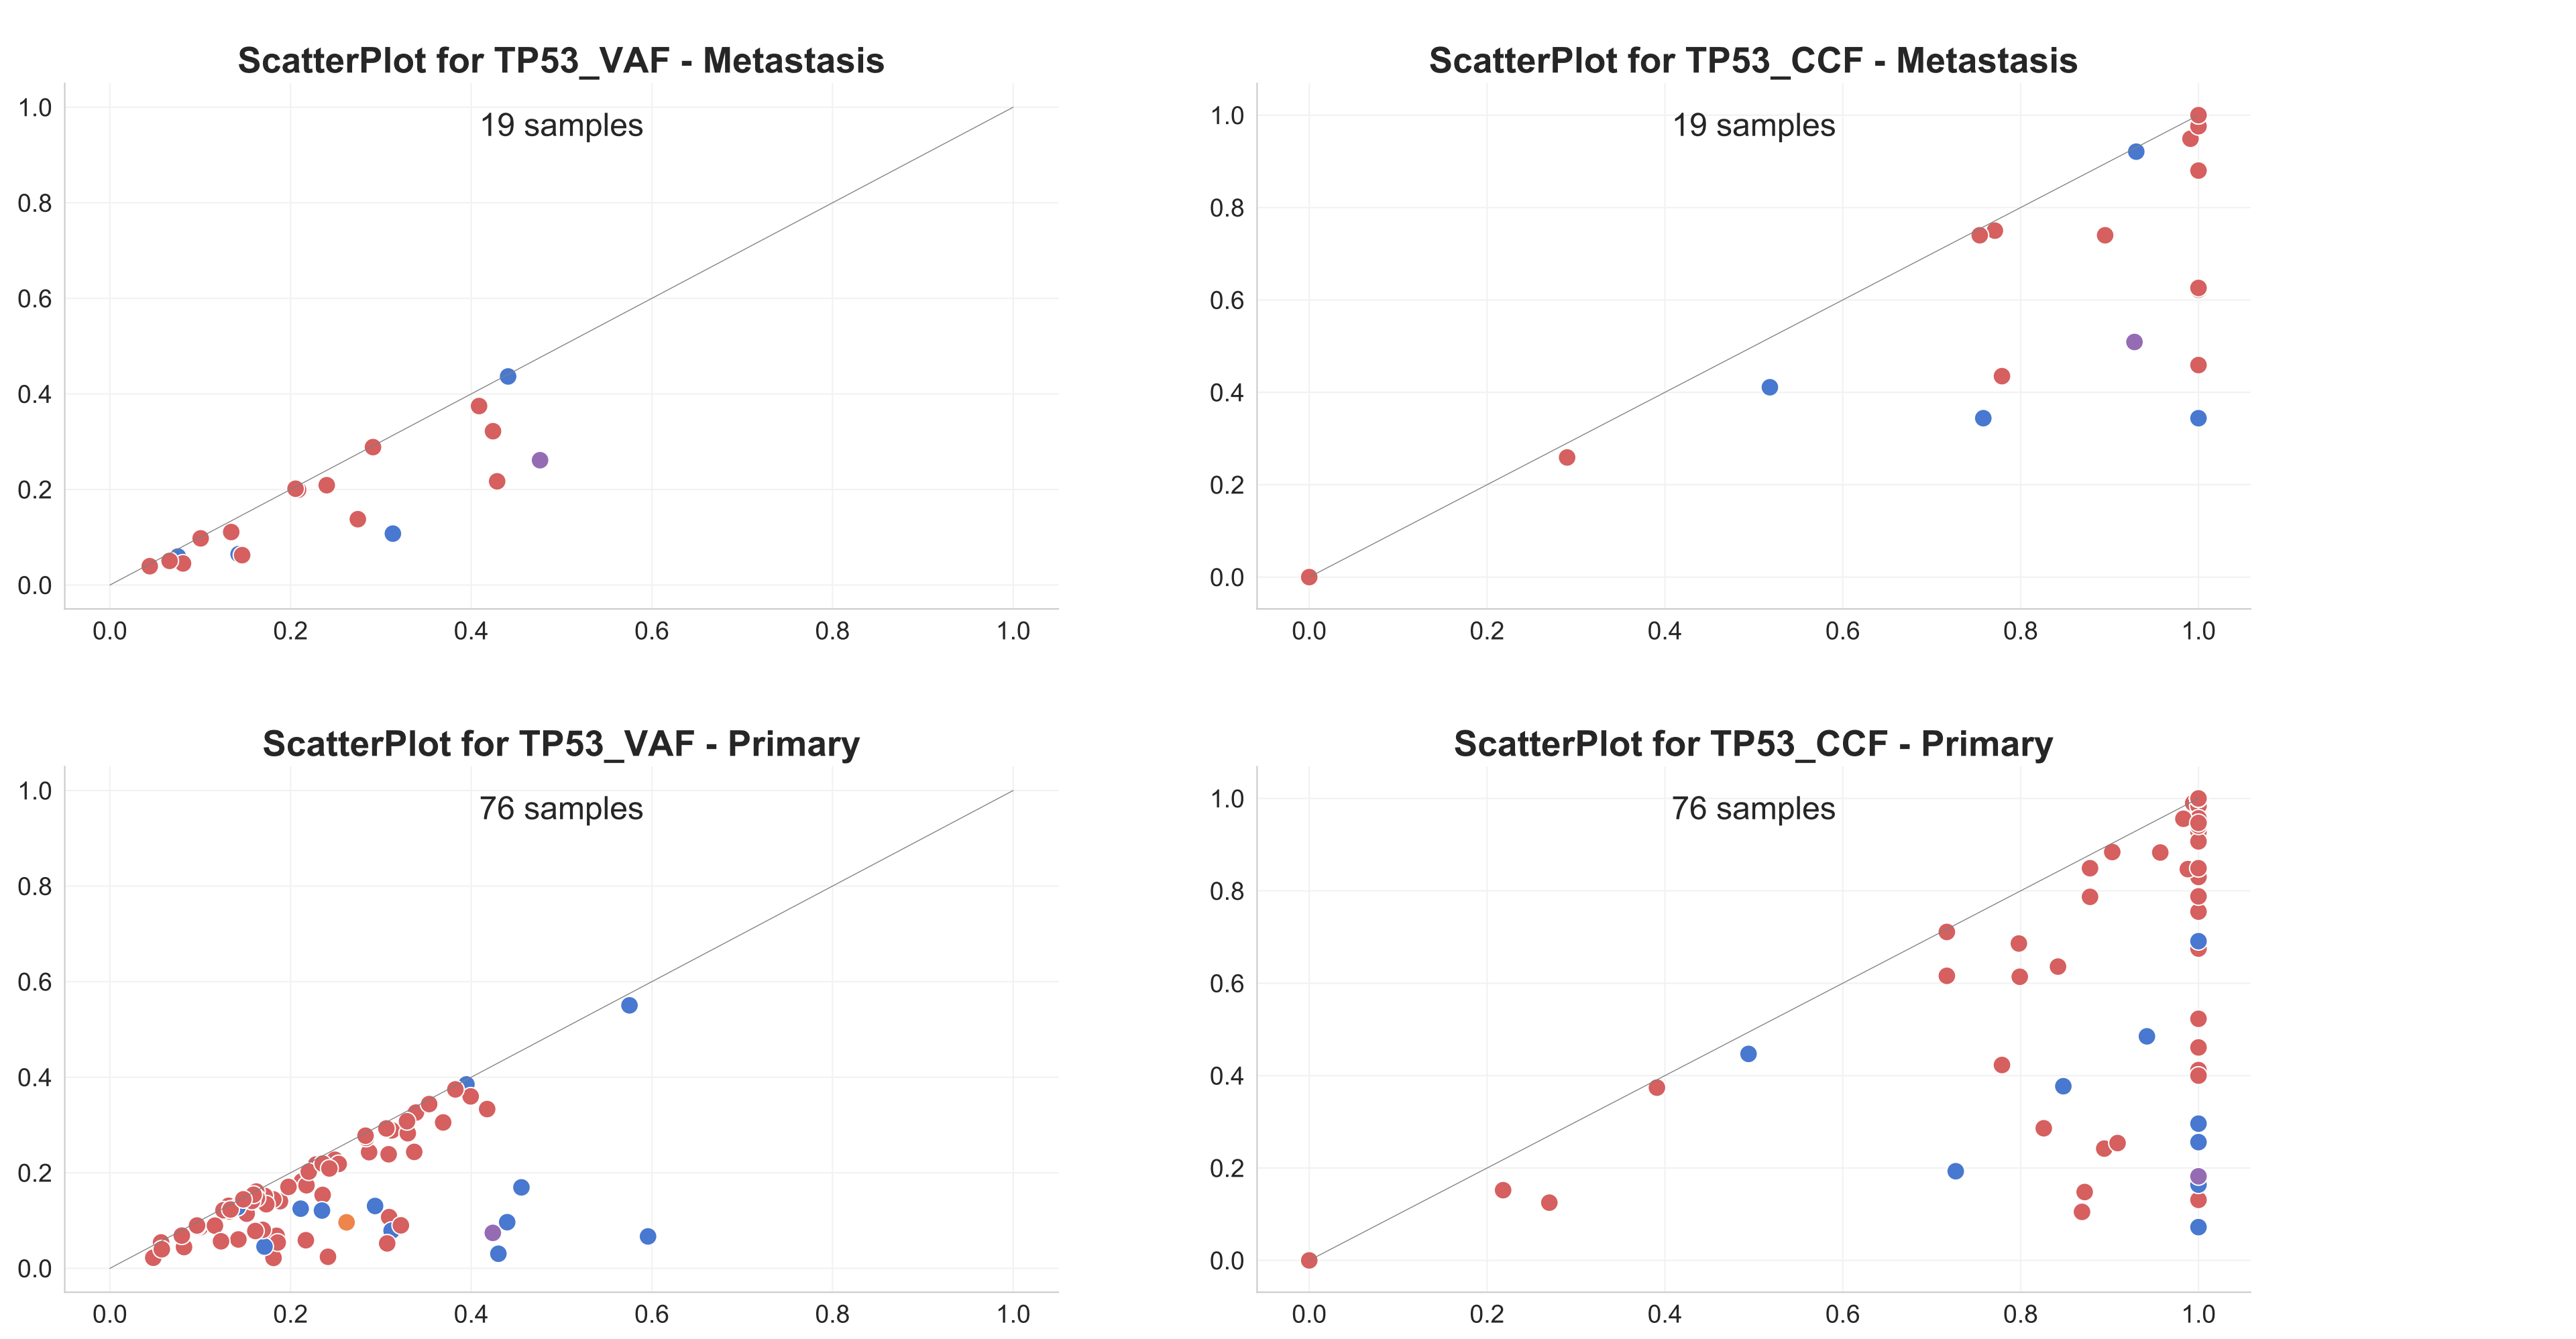 ScatterPlot for TP53_VAF - Metastasis
19 samples
1.0
0.8
0.6
0.4
0.2
0.0
0.0 0.2 0.4 0.6 0.8 1.0
ScatterPlot for TP53_CCF - Metastasis
19 samples
1.0
0.8
0.6
0.4
0.2
0.0
0.0 0.2 0.4 0.6 0.8 1.0
ScatterPlot for TP53_VAF - Primary
76 samples
1.0
0.8
0.6
0.4
0.2
0.0
0.0 0.2 0.4 0.6 0.8 1.0
ScatterPlot for TP53_CCF - Primary
76 samples
1.0
0.8
0.6
0.4
0.2
0.0
0.0 0.2 0.4 0.6 0.8 1.0